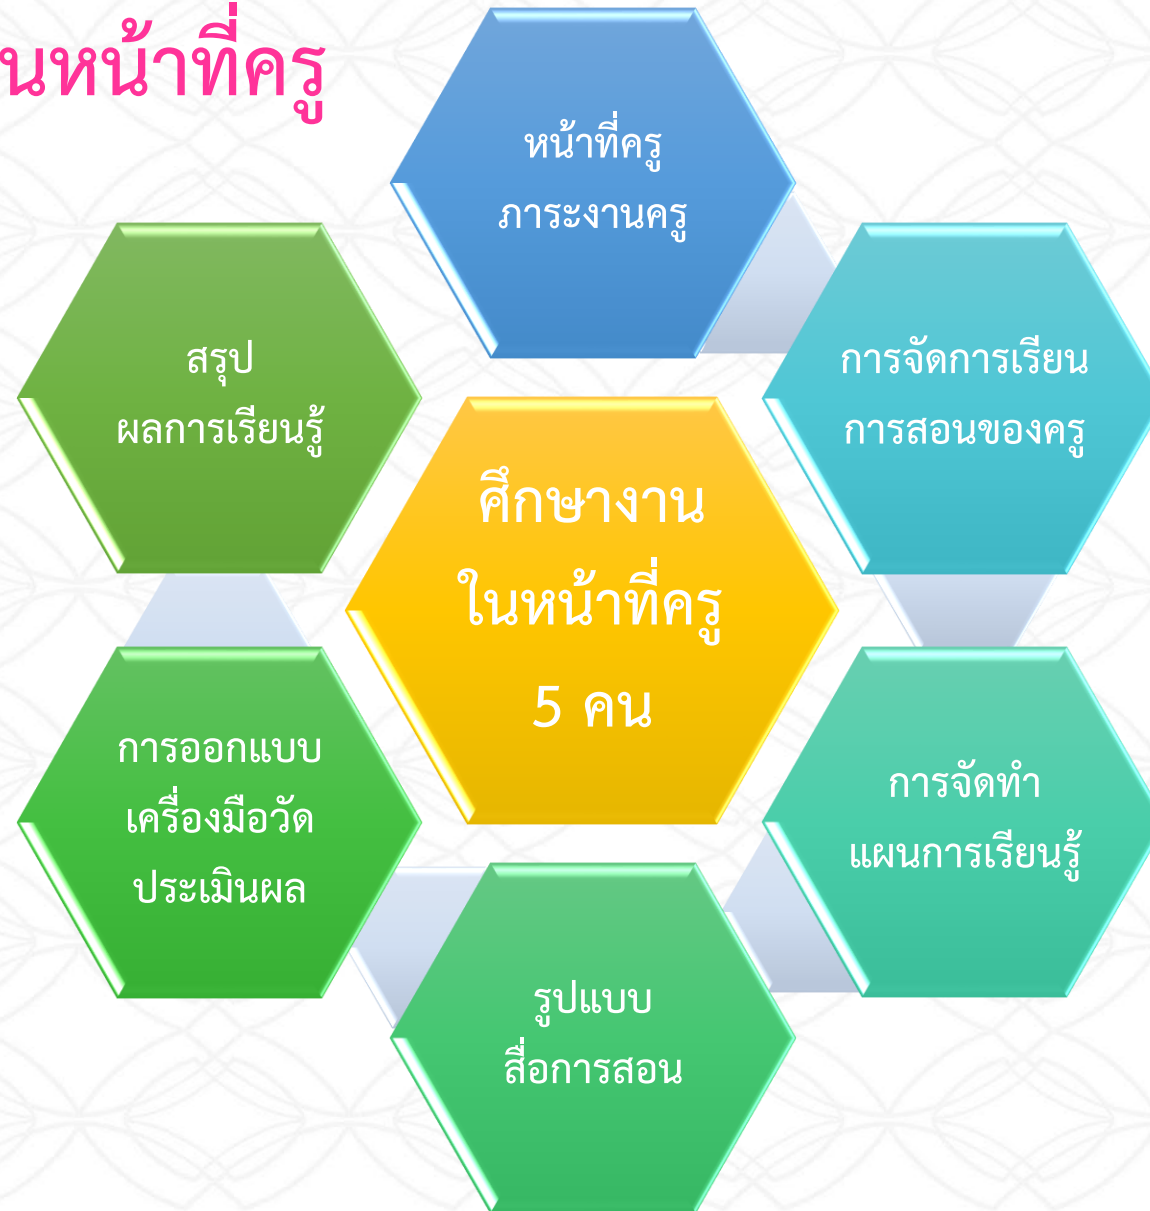 นหน้าที่ครู
หน้าที่ครู
ภาระงานครู
การจัดการเรียน
การสอนของครู
การจัดทำ
แผนการเรียนรู้
รูปแบบ
สื่อการสอน
การออกแบบ
เครื่องมือวัด
ประเมินผล
สรุป
ผลการเรียนรู้
ศึกษางาน
ในหน้าที่ครู
5 คน